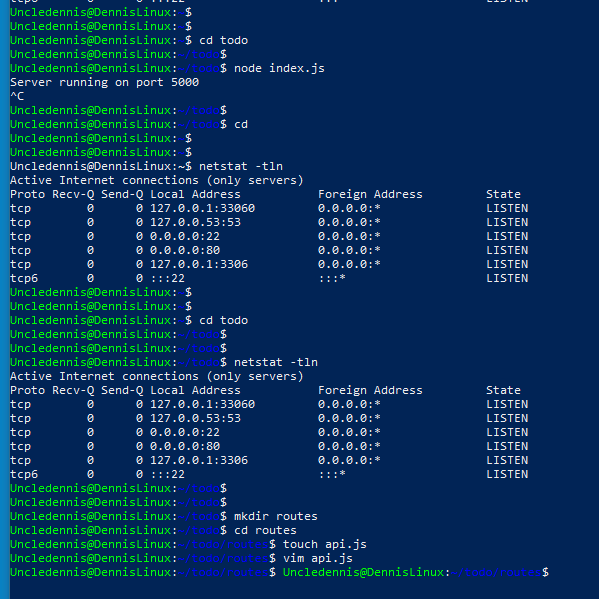 tcp6 0 0 :::22 :::* LISTEN
Uncledennis@DennisLinux:~$
Uncledennis@DennisLinux:~$ cd todo
Uncledennis@DennisLinux:~/todo$
Uncledennis@DennisLinux:~/todo$ node index.js
Server running on port 5000
^C
Uncledennis@DennisLinux:~/todo$
Uncledennis@DennisLinux:~/todo$ cd
Uncledennis@DennisLinux:~$
Uncledennis@DennisLinux:~$
Uncledennis@DennisLinux:~$ netstat -tln
Active Internet connections (only servers)
Proto Recv-Q Send-Q Local Address Foreign Address State
tcp 0 0 127.0.0.1:33060 0.0.0.0:* LISTEN
tcp 0 0 127.0.0.53:53 0.0.0.0:* LISTEN
tcp 0 0 0.0.0.0:22 0.0.0.0:* LISTEN
tcp 0 0 0.0.0.0:80 0.0.0.0:* LISTEN
tcp 0 0 127.0.0.1:3306 0.0.0.0:* LISTEN
tcp6 0 0 :::22 :::* LISTEN
Uncledennis@DennisLinux:~$
Uncledennis@DennisLinux:~$
Uncledennis@DennisLinux:~$ cd todo
Uncledennis@DennisLinux:~/todo$
Uncledennis@DennisLinux:~/todo$
Uncledennis@DennisLinux:~/todo$ netstat -tln
Active Internet connections (only servers)
Proto Recv-Q Send-Q Local Address Foreign Address State
tcp 0 0 127.0.0.1:33060 0.0.0.0:* LISTEN
tcp 0 0 127.0.0.53:53 0.0.0.0:* LISTEN
tcp 0 0 0.0.0.0:22 0.0.0.0:* LISTEN
tcp 0 0 0.0.0.0:80 0.0.0.0:* LISTEN
tcp 0 0 127.0.0.1:3306 0.0.0.0:* LISTEN
tcp6 0 0 :::22 :::* LISTEN
Uncledennis@DennisLinux:~/todo$
Uncledennis@DennisLinux:~/todo$
Uncledennis@DennisLinux:~/todo$ mkdir routes
Uncledennis@DennisLinux:~/todo$ cd routes
Uncledennis@DennisLinux:~/todo/routes$ touch api.js
Uncledennis@DennisLinux:~/todo/routes$ vim api.js
Uncledennis@DennisLinux:~/todo/routes$ Uncledennis@DennisLinux:~/todo/routes$